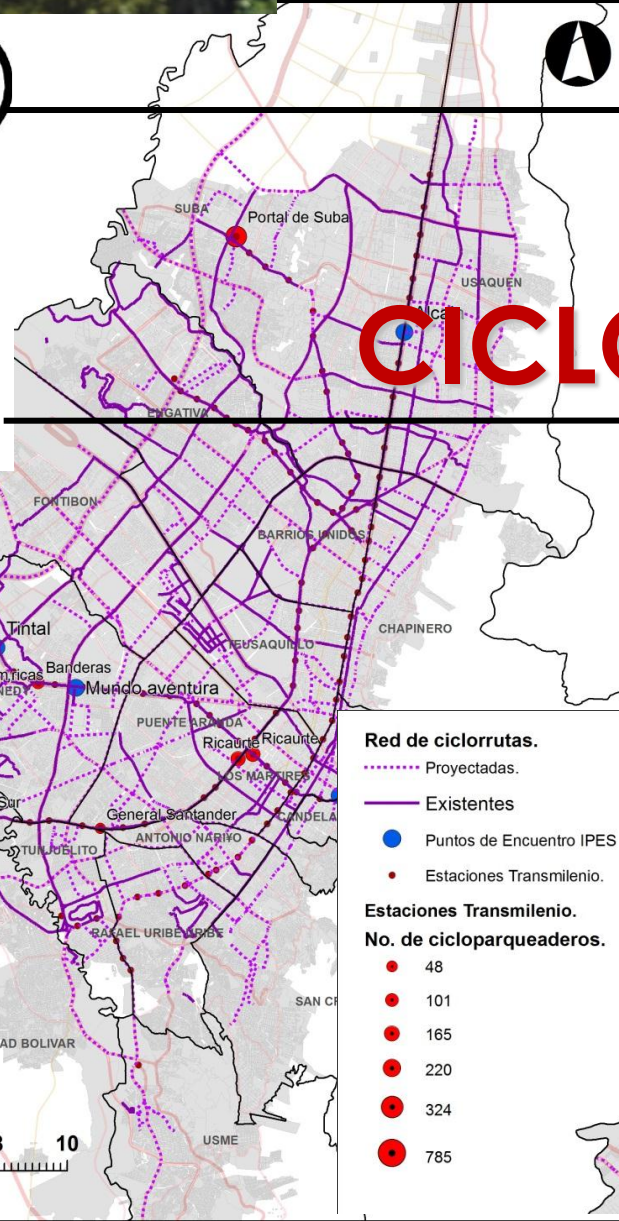 SUBA
Portal de Suba
USAQUEN
CICLO
ENGATIVA
FONTIBON
BARRIOS UNIDOS
CHAPINERO
Tintal
TEUSAQUILLO
Banderas
Mundo aventura
PUENTE ARANDA
Ricaurte
Ricaurte
LOS MARTIRES
Sur
General Santander
CANDELA
ANTONIO NARIÑO
TUNJUELITO
RAFAEL URIBE URIBE
SAN CR
AD BOLIVAR
USME
10
Red de ciclorrutas.
Proyectadas.
Existentes
Puntos de Encuentro IPES
Estaciones Transmilenio.
Estaciones Transmilenio.
No. de cicloparqueaderos.
48
101
165
220
324
785